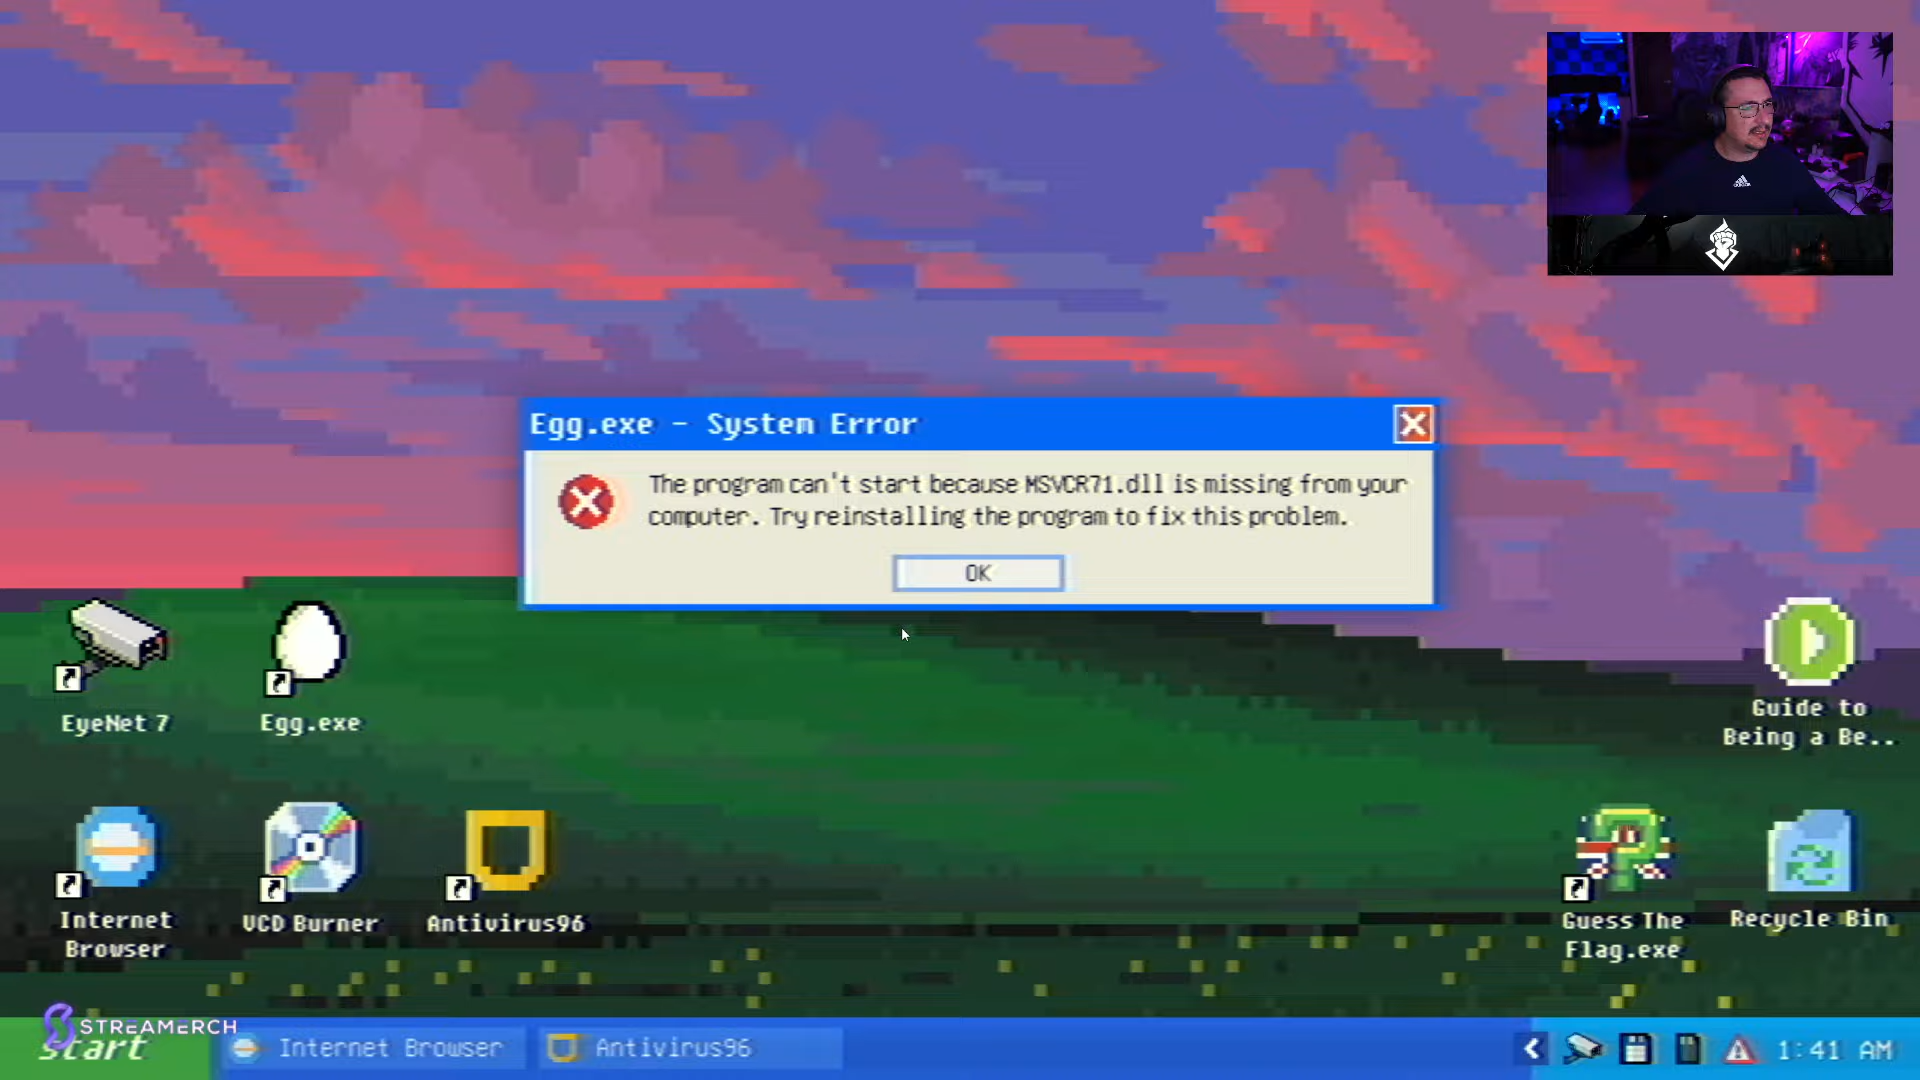 Egg.exe - System Error
The program can't start because MSVCR71.dll is missing from your
computer. Try reinstalling the program to fix this problem.
OK
EyeNet 7
Egg.exe
Guide to
Being a Be..
Internet
Browser
VCD Burner
Antivirus96
Guess The
Flag.exe
Recycle Bin
STREAMERCH
start
Internet Browser
Antivirus96
1:41 AM